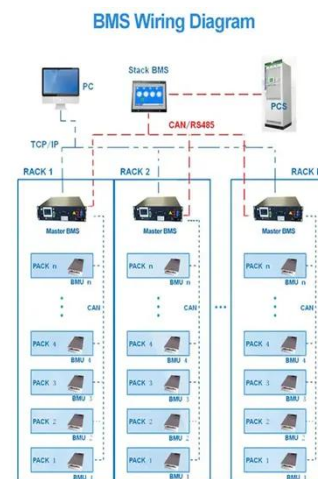 BMS Wiring Diagram
Stack BMS
PC
PCS
CAN/RS485
TCP/IP
RACK 1
RACK 2
RACK
Master BMS
Master BMS
Master BMS
PACK n
BMU n
PACK n
BMU n
PACK n
BMU n
CAN
CAN
PACK 4
BMU 4
PACK 4
BMU 4
PACK 4
BMU 4
PACK 3
BMU 3
PACK 3
BMU 3
PACK 3
BMU 3
PACK 2
BMU 2
PACK 2
BMU 2
PACK 2
BMU 2
PACK 1
BMU 1
PACK 1
BMU 1
PACK 1
BMU 1